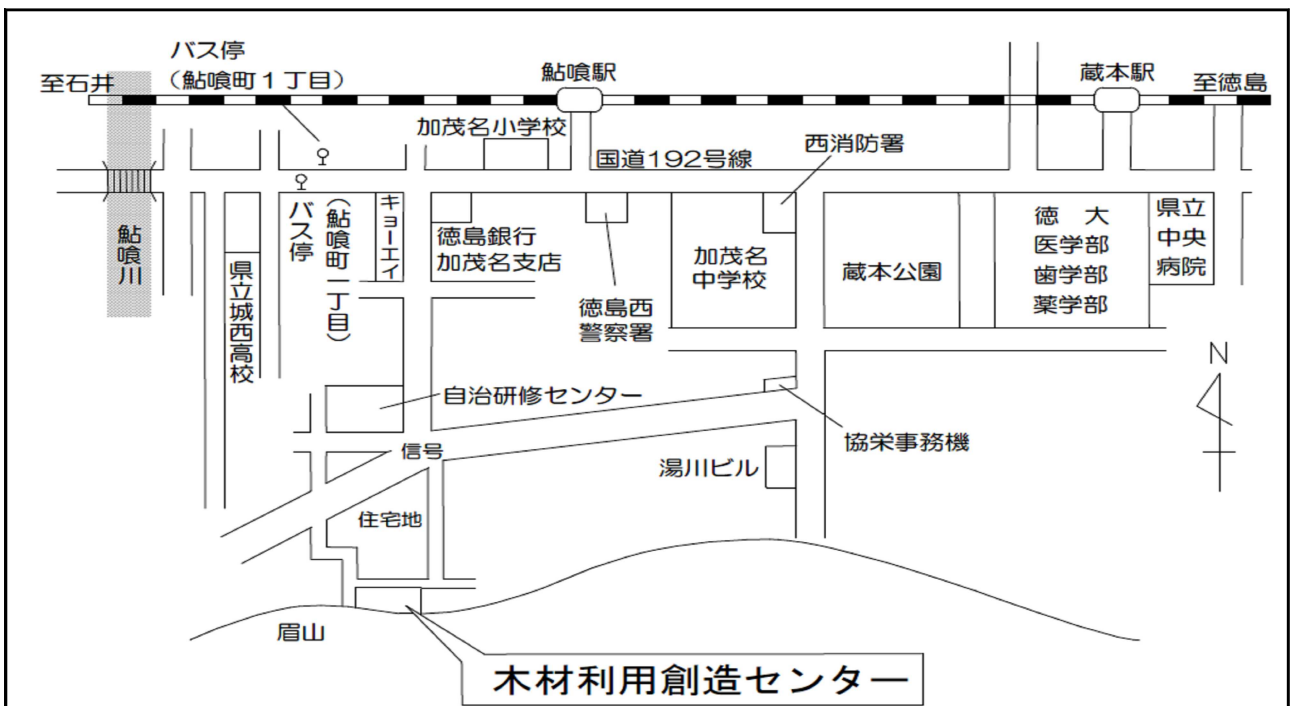 バス停
(鮎喰町1丁目)
至石井
鮎喰駅
蔵本駅
至徳島
加茂名小学校
国道192号線
西消防署
鮎喰川
県立城西高校
バス停
(鮎喰町一丁目)
キョーエイ
徳島銀行
加茂名支店
徳島西
警察署
加茂名
中学校
蔵本公園
徳大
医学部
歯学部
薬学部
県立
中央
病院
N
自治研修センター
信号
協栄事務機
湯川ビル
住宅地
眉山
木材利用創造センター